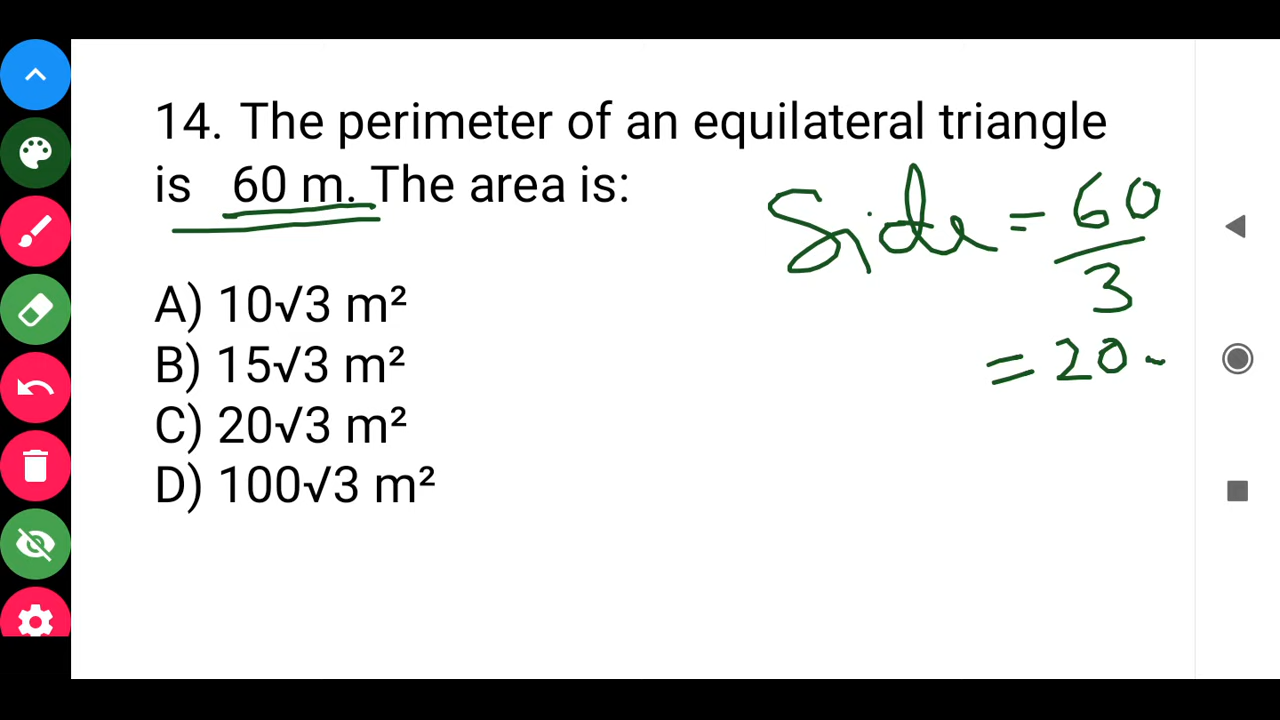 14. The perimeter of an equilateral triangle
is 60 m. The area is:
Side = 60
3
= 20 -
A) 10√3 m²
B) 15√3 m²
C) 20√3 m²
D) 100√3 m²